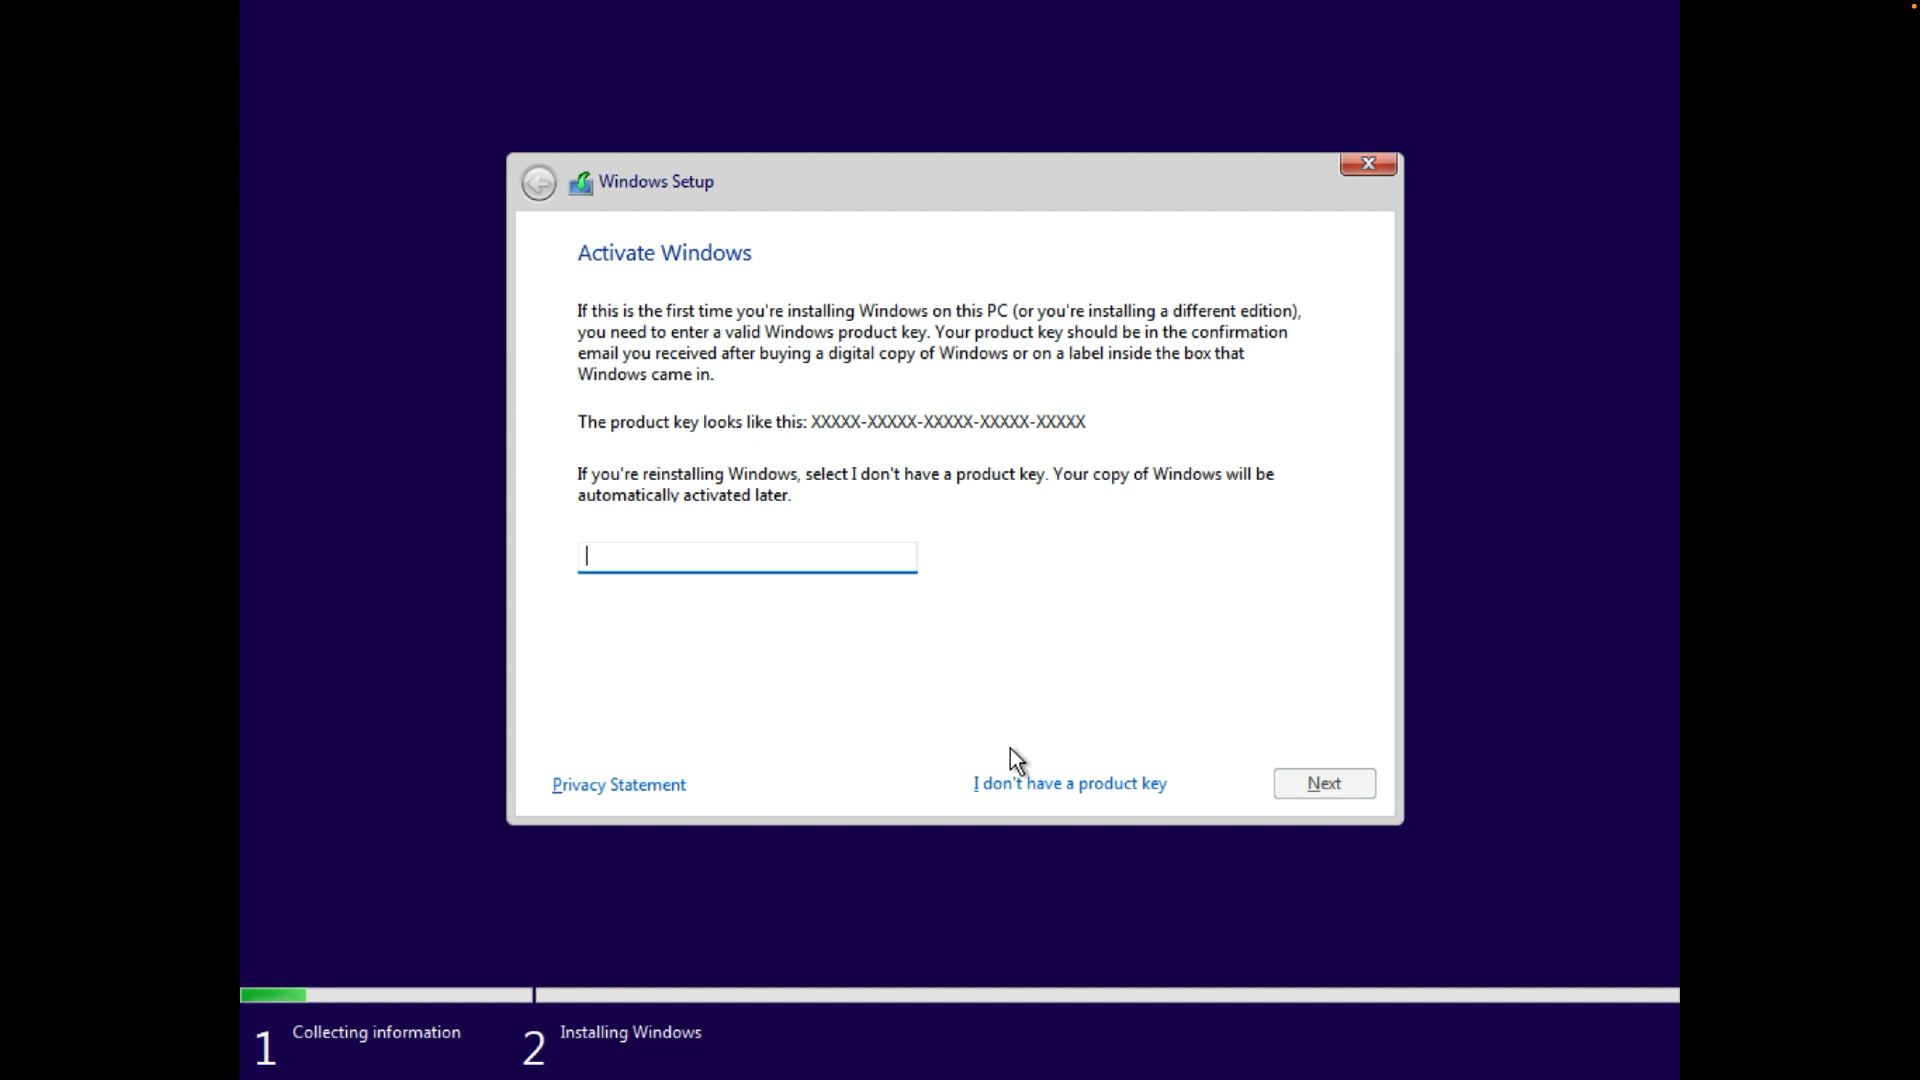 Windows Setup
Activate Windows
If this is the first time you're installing Windows on this PC (or you're installing a different edition),
you need to enter a valid Windows product key. Your product key should be in the confirmation
email you received after buying a digital copy of Windows or on a label inside the box that
Windows came in.
The product key looks like this: XXXXX-XXXXX-XXXXX-XXXXX-XXXXX
If you're reinstalling Windows, select I don't have a product key. Your copy of Windows will be
automatically activated later.
Privacy Statement
I don't have a product key
Next
1 Collecting information
2 Installing Windows